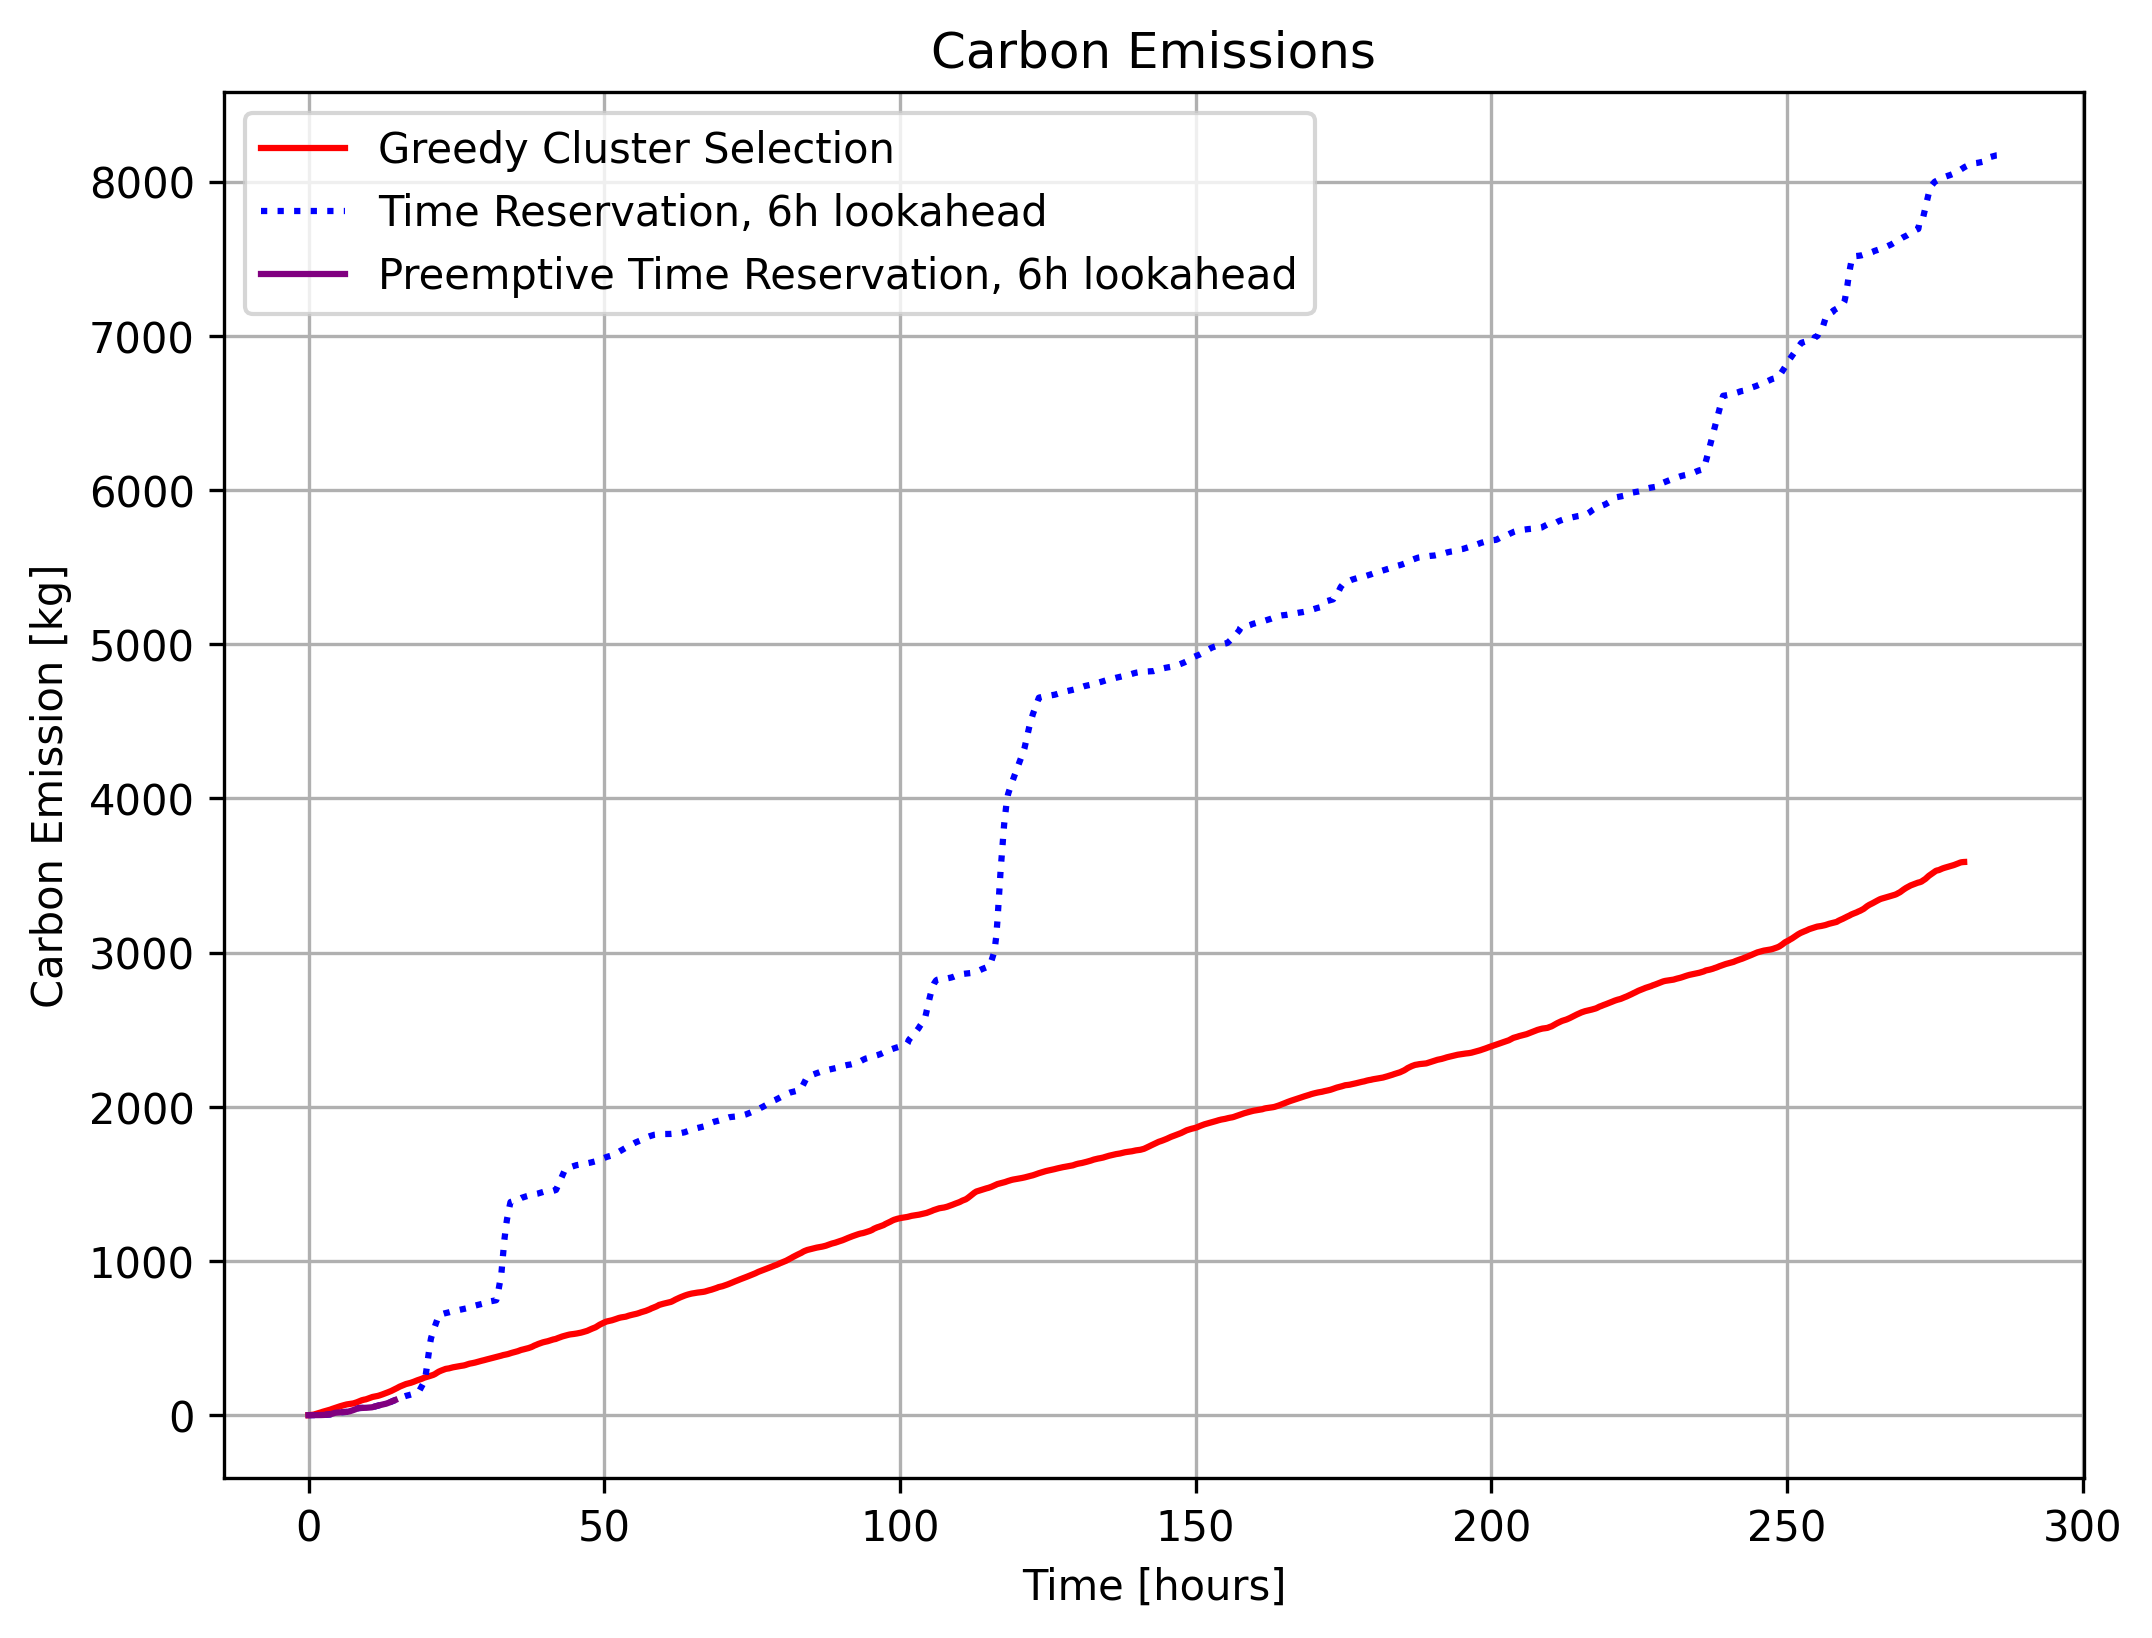 Carbon Emissions
Greedy Cluster Selection
Time Reservation, 6h lookahead
Preemptive Time Reservation, 6h lookahead
Carbon Emission [kg]
8000
7000
6000
5000
4000
3000
2000
1000
0
0 50 100 150 200 250 300
Time [hours]